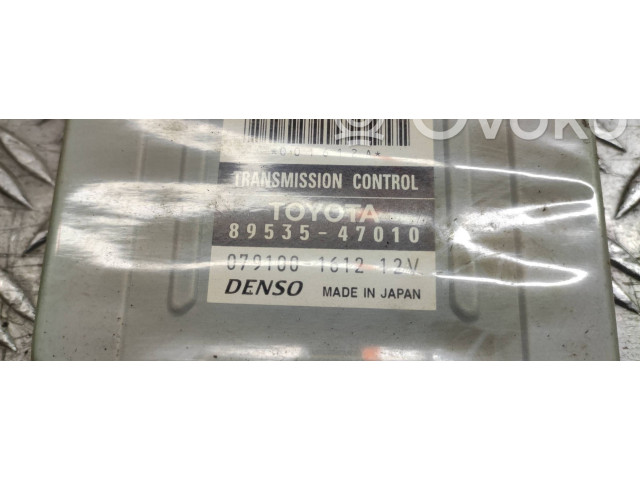 TRANSMISSION CONTROL
TOYOTA
89535-47010
079100-1612 12V
DENSO MADE IN JAPAN